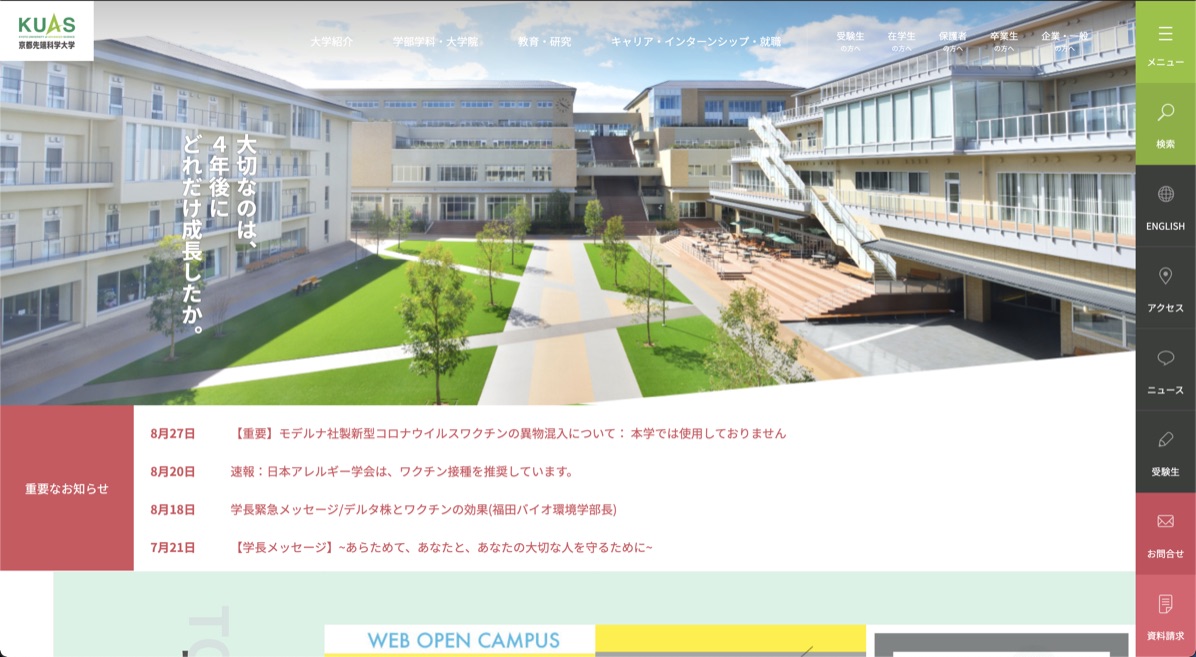 KUAS
京都先端科学大学
大学紹介
学部学科・大学院
教育・研究
キャリア・インターンシップ・就職
受験生
の方へ
在学生
の方へ
保護者
の方へ
卒業生
の方へ
企業・一般
の方へ
メニュー
検索
ENGLISH
アクセス
ニュース
受験生
お問合せ
資料請求
大切なのは、
4年後に
どれだけ成長したか。
重要なお知らせ
8月27日 【重要】モデルナ社製新型コロナウイルスワクチンの異物混入について： 本学では使用しておりません
8月20日 速報：日本アレルギー学会は、ワクチン接種を推奨しています。
8月18日 学長緊急メッセージ/デルタ株とワクチンの効果(福田バイオ環境学部長)
7月21日 【学長メッセージ】~あらためて、あなたと、あなたの大切な人を守るために~
WEB OPEN CAMPUS